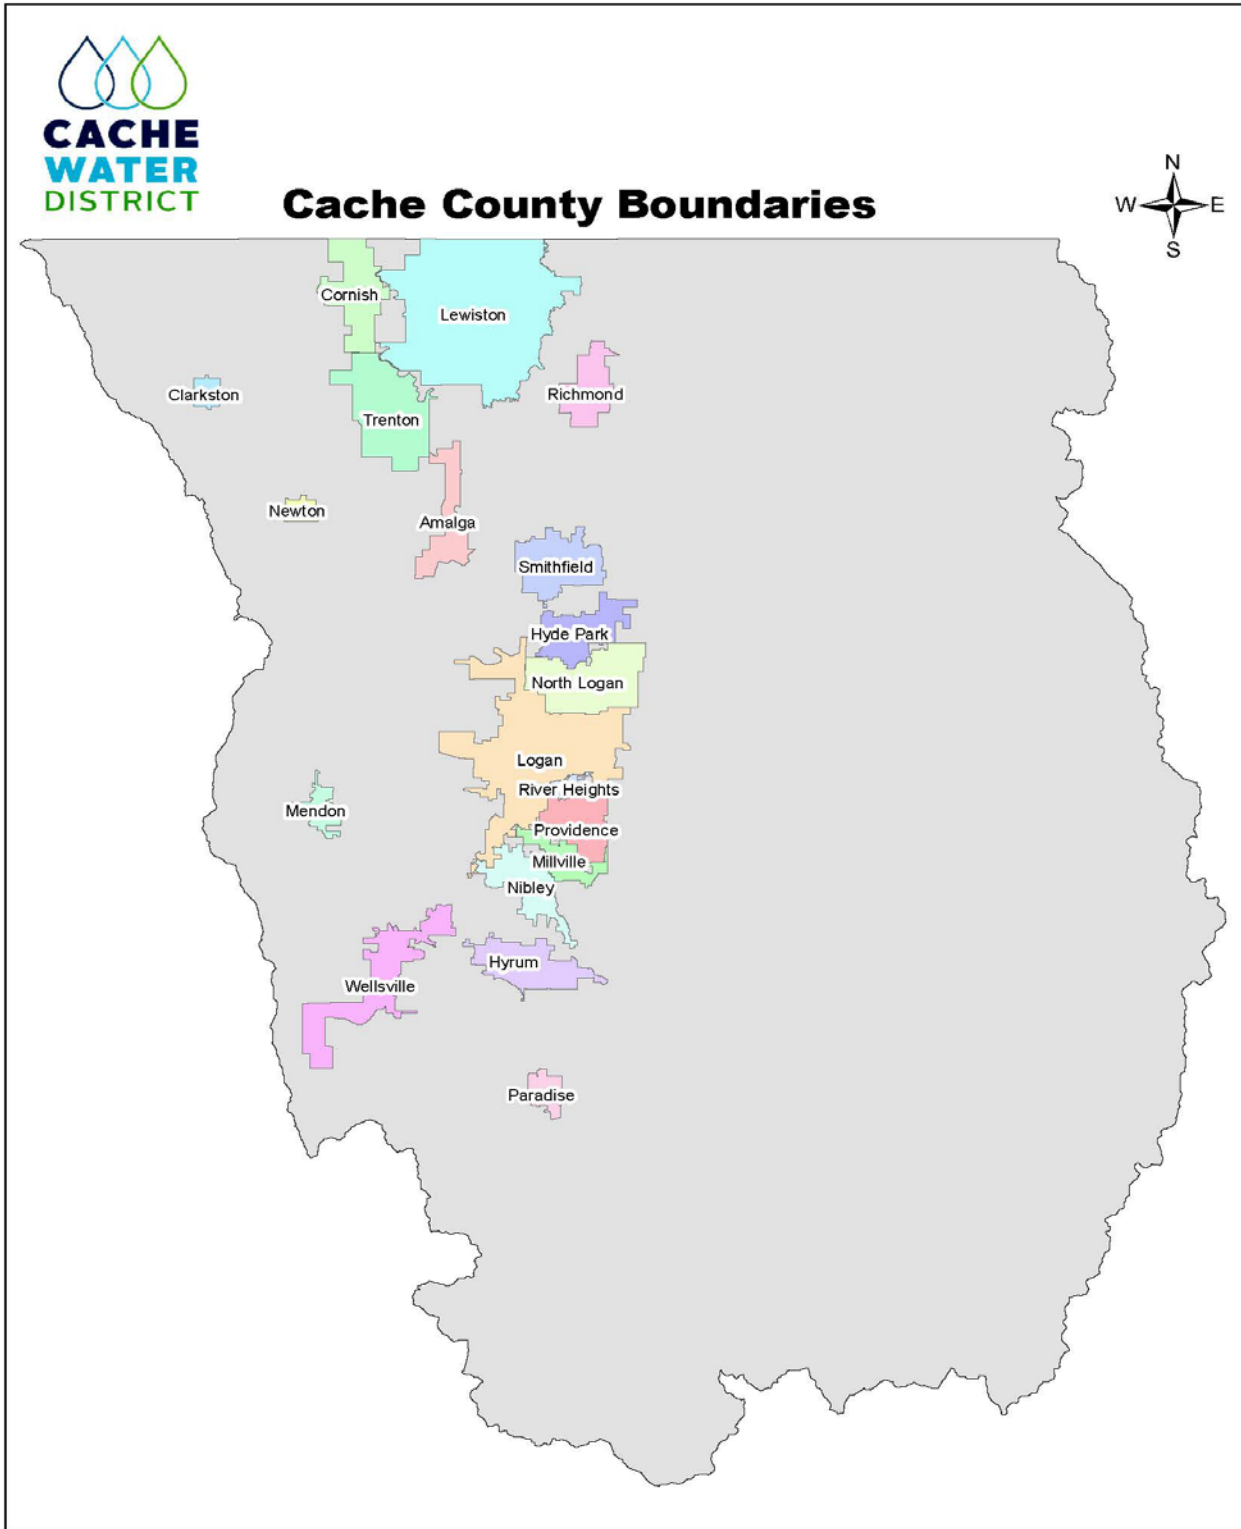 CACHE
WATER
DISTRICT
Cache County Boundaries
N
W E
S
Cornish
Lewiston
Clarkston
Richmond
Trenton
Newton
Amalga
Smithfield
Hyde Park
North Logan
Logan
River Heights
Mendon
Providence
Millville
Nibley
Hyrum
Wellsville
Paradise